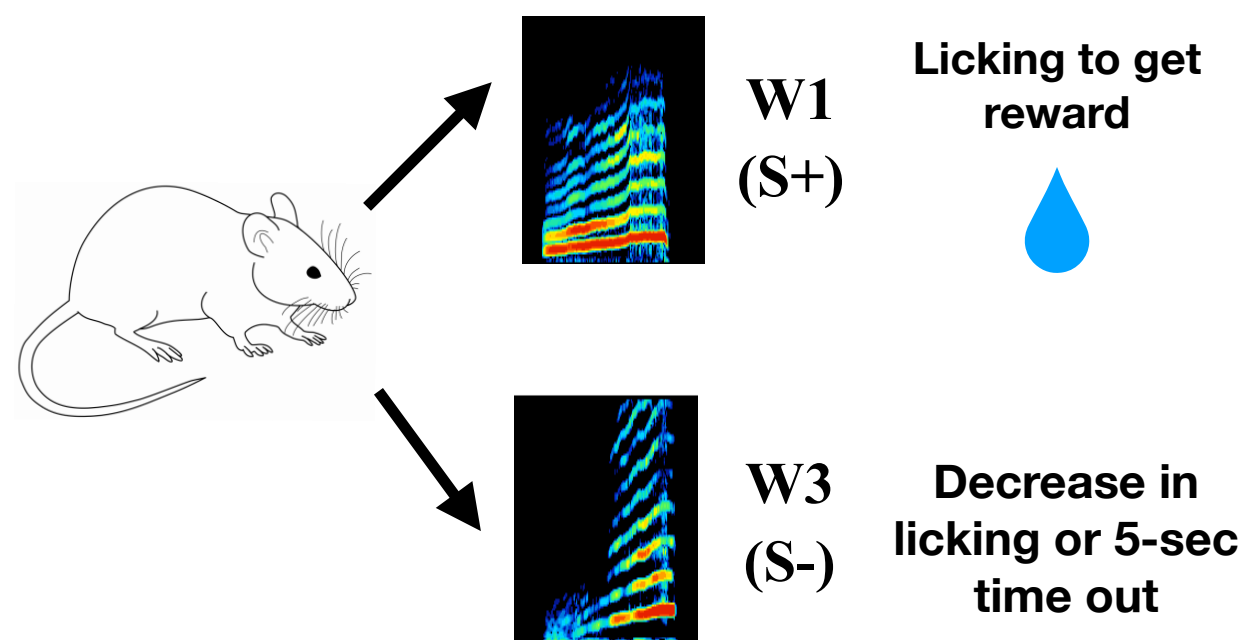 W1
(S+)
Licking to get
reward
W3
(S-)
Decrease in
licking or 5-sec
time out